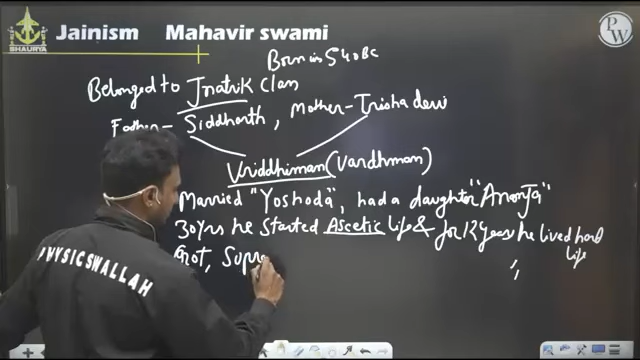 SHAURYA
Jainism Mahavir swami
PW
Born in 540BC
Belonged to Jnatrik Clan
Father - Siddharth, Mother - Trisha devi
Vriddhiman (Vardhman)
Married "Yoshoda", had a daughter "Anonja"
30yrs he started Ascetic life & for 12 years he lived hard
life
Got, Supre
PHYSICSWALLAH